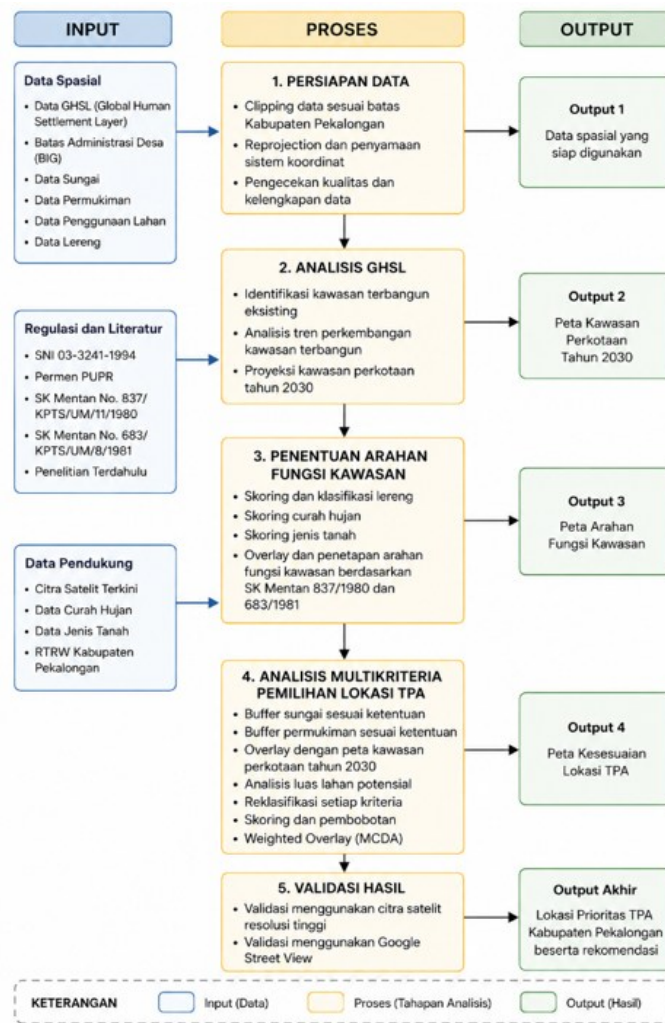 INPUT
PROSES
OUTPUT
Data Spasial
• Data GHSL (Global Human
Settlement Layer)
• Batas Administrasi Desa
(BIG)
• Data Sungai
• Data Permukiman
• Data Penggunaan Lahan
• Data Lereng
1. PERSIAPAN DATA
• Clipping data sesuai batas
Kabupaten Pekalongan
• Reprojection dan penyamaan
sistem koordinat
• Pengecekan kualitas dan
kelengkapan data
Output 1
Data spasial yang
siap digunakan
Regulasi dan Literatur
• SNI 03-3241-1994
• Permen PUPR
• SK Mentan No. 837/
KPTS/UM/11/1980
• SK Mentan No. 683/
KPTS/UM/8/1981
• Penelitian Terdahulu
2. ANALISIS GHSL
• Identifikasi kawasan terbangun
eksisting
• Analisis tren perkembangan
kawasan terbangun
• Proyeksi kawasan perkotaan
tahun 2030
Output 2
Peta Kawasan
Perkotaan
Tahun 2030
Data Pendukung
• Citra Satelit Terkini
• Data Curah Hujan
• Data Jenis Tanah
• RTRW Kabupaten
Pekalongan
3. PENENTUAN ARAHAN
FUNGSI KAWASAN
• Skoring dan klasifikasi lereng
• Skoring curah hujan
• Skoring jenis tanah
• Overlay dan penetapan arahan
fungsi kawasan berdasarkan
SK Mentan 837/1980 dan
683/1981
Output 3
Peta Arahan
Fungsi Kawasan
4. ANALISIS MULTIKRITERIA
PEMILIHAN LOKASI TPA
• Buffer sungai sesuai ketentuan
• Buffer permukiman sesuai ketentuan
• Overlay dengan peta kawasan
perkotaan tahun 2030
• Analisis luas lahan potensial
• Reklasifikasi setiap kriteria
• Skoring dan pembobotan
• Weighted Overlay (MCDA)
Output 4
Peta Kesesuaian
Lokasi TPA
5. VALIDASI HASIL
• Validasi menggunakan citra satelit
resolusi tinggi
• Validasi menggunakan Google
Street View
Output Akhir
Lokasi Prioritas TPA
Kabupaten Pekalongan
beserta rekomendasi
KETERANGAN
Input (Data)
Proses (Tahapan Analisis)
Output (Hasil)